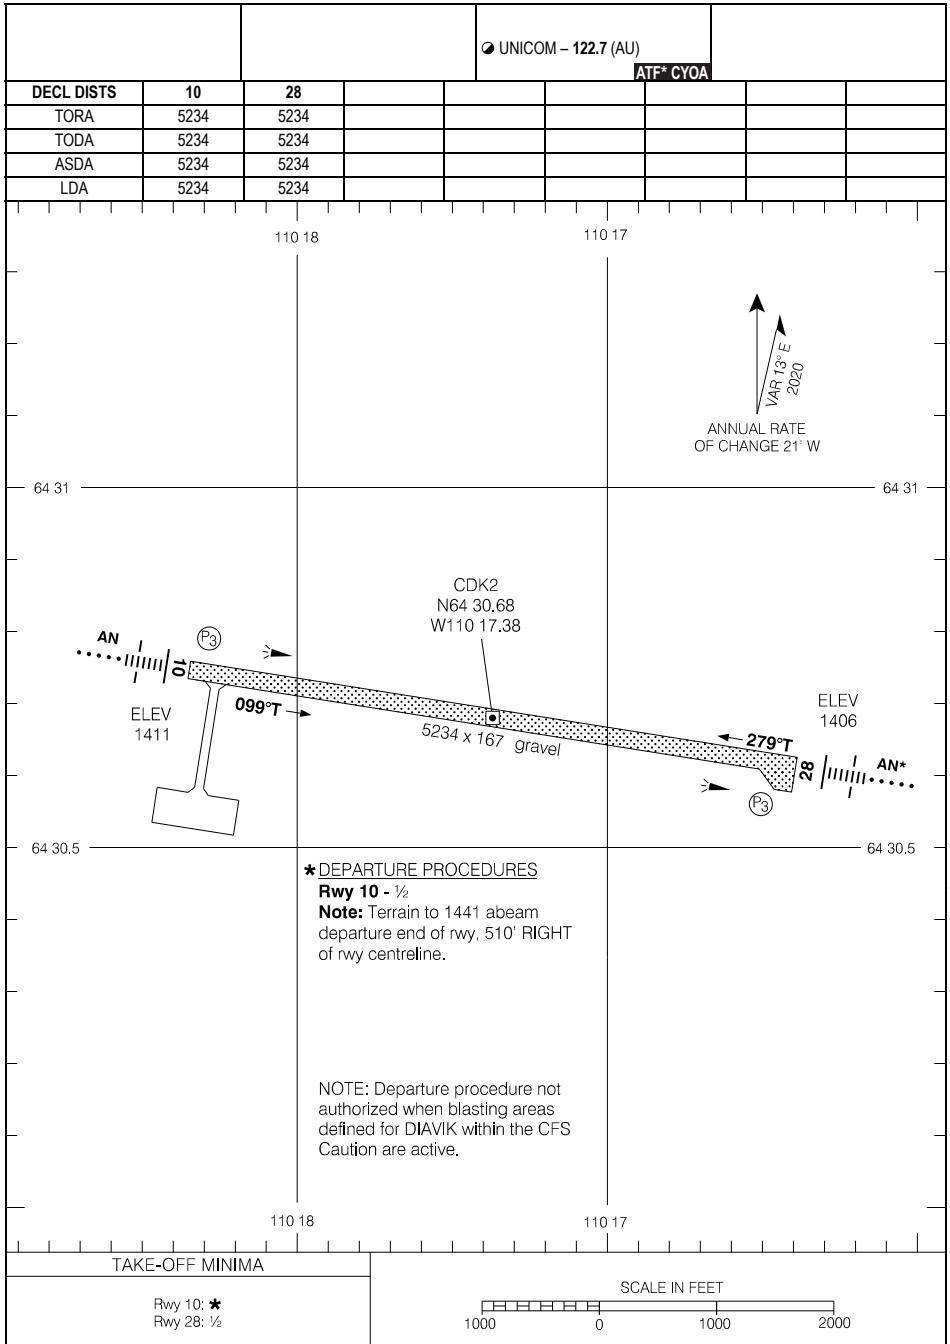 UNICOM – 122.7 (AU)
ATF* CYOA
DECL DISTS 10 28
TORA 5234 5234
TODA 5234 5234
ASDA 5234 5234
LDA 5234 5234
110 18 110 17
VAR 13° E
2020
ANNUAL RATE
OF CHANGE 21' W
64 31 64 31
CDK2
N64 30.68
W110 17.38
AN
P3
10
099°T
ELEV
1411
5234 x 167 gravel
279°T
ELEV
1406
28
AN*
P3
64 30.5 64 30.5
* DEPARTURE PROCEDURES
Rwy 10 - ½
Note: Terrain to 1441 abeam
departure end of rwy, 510' RIGHT
of rwy centreline.
NOTE: Departure procedure not
authorized when blasting areas
defined for DIAVIK within the CFS
Caution are active.
110 18 110 17
TAKE-OFF MINIMA
Rwy 10: *
Rwy 28: ½
SCALE IN FEET
1000 0 1000 2000